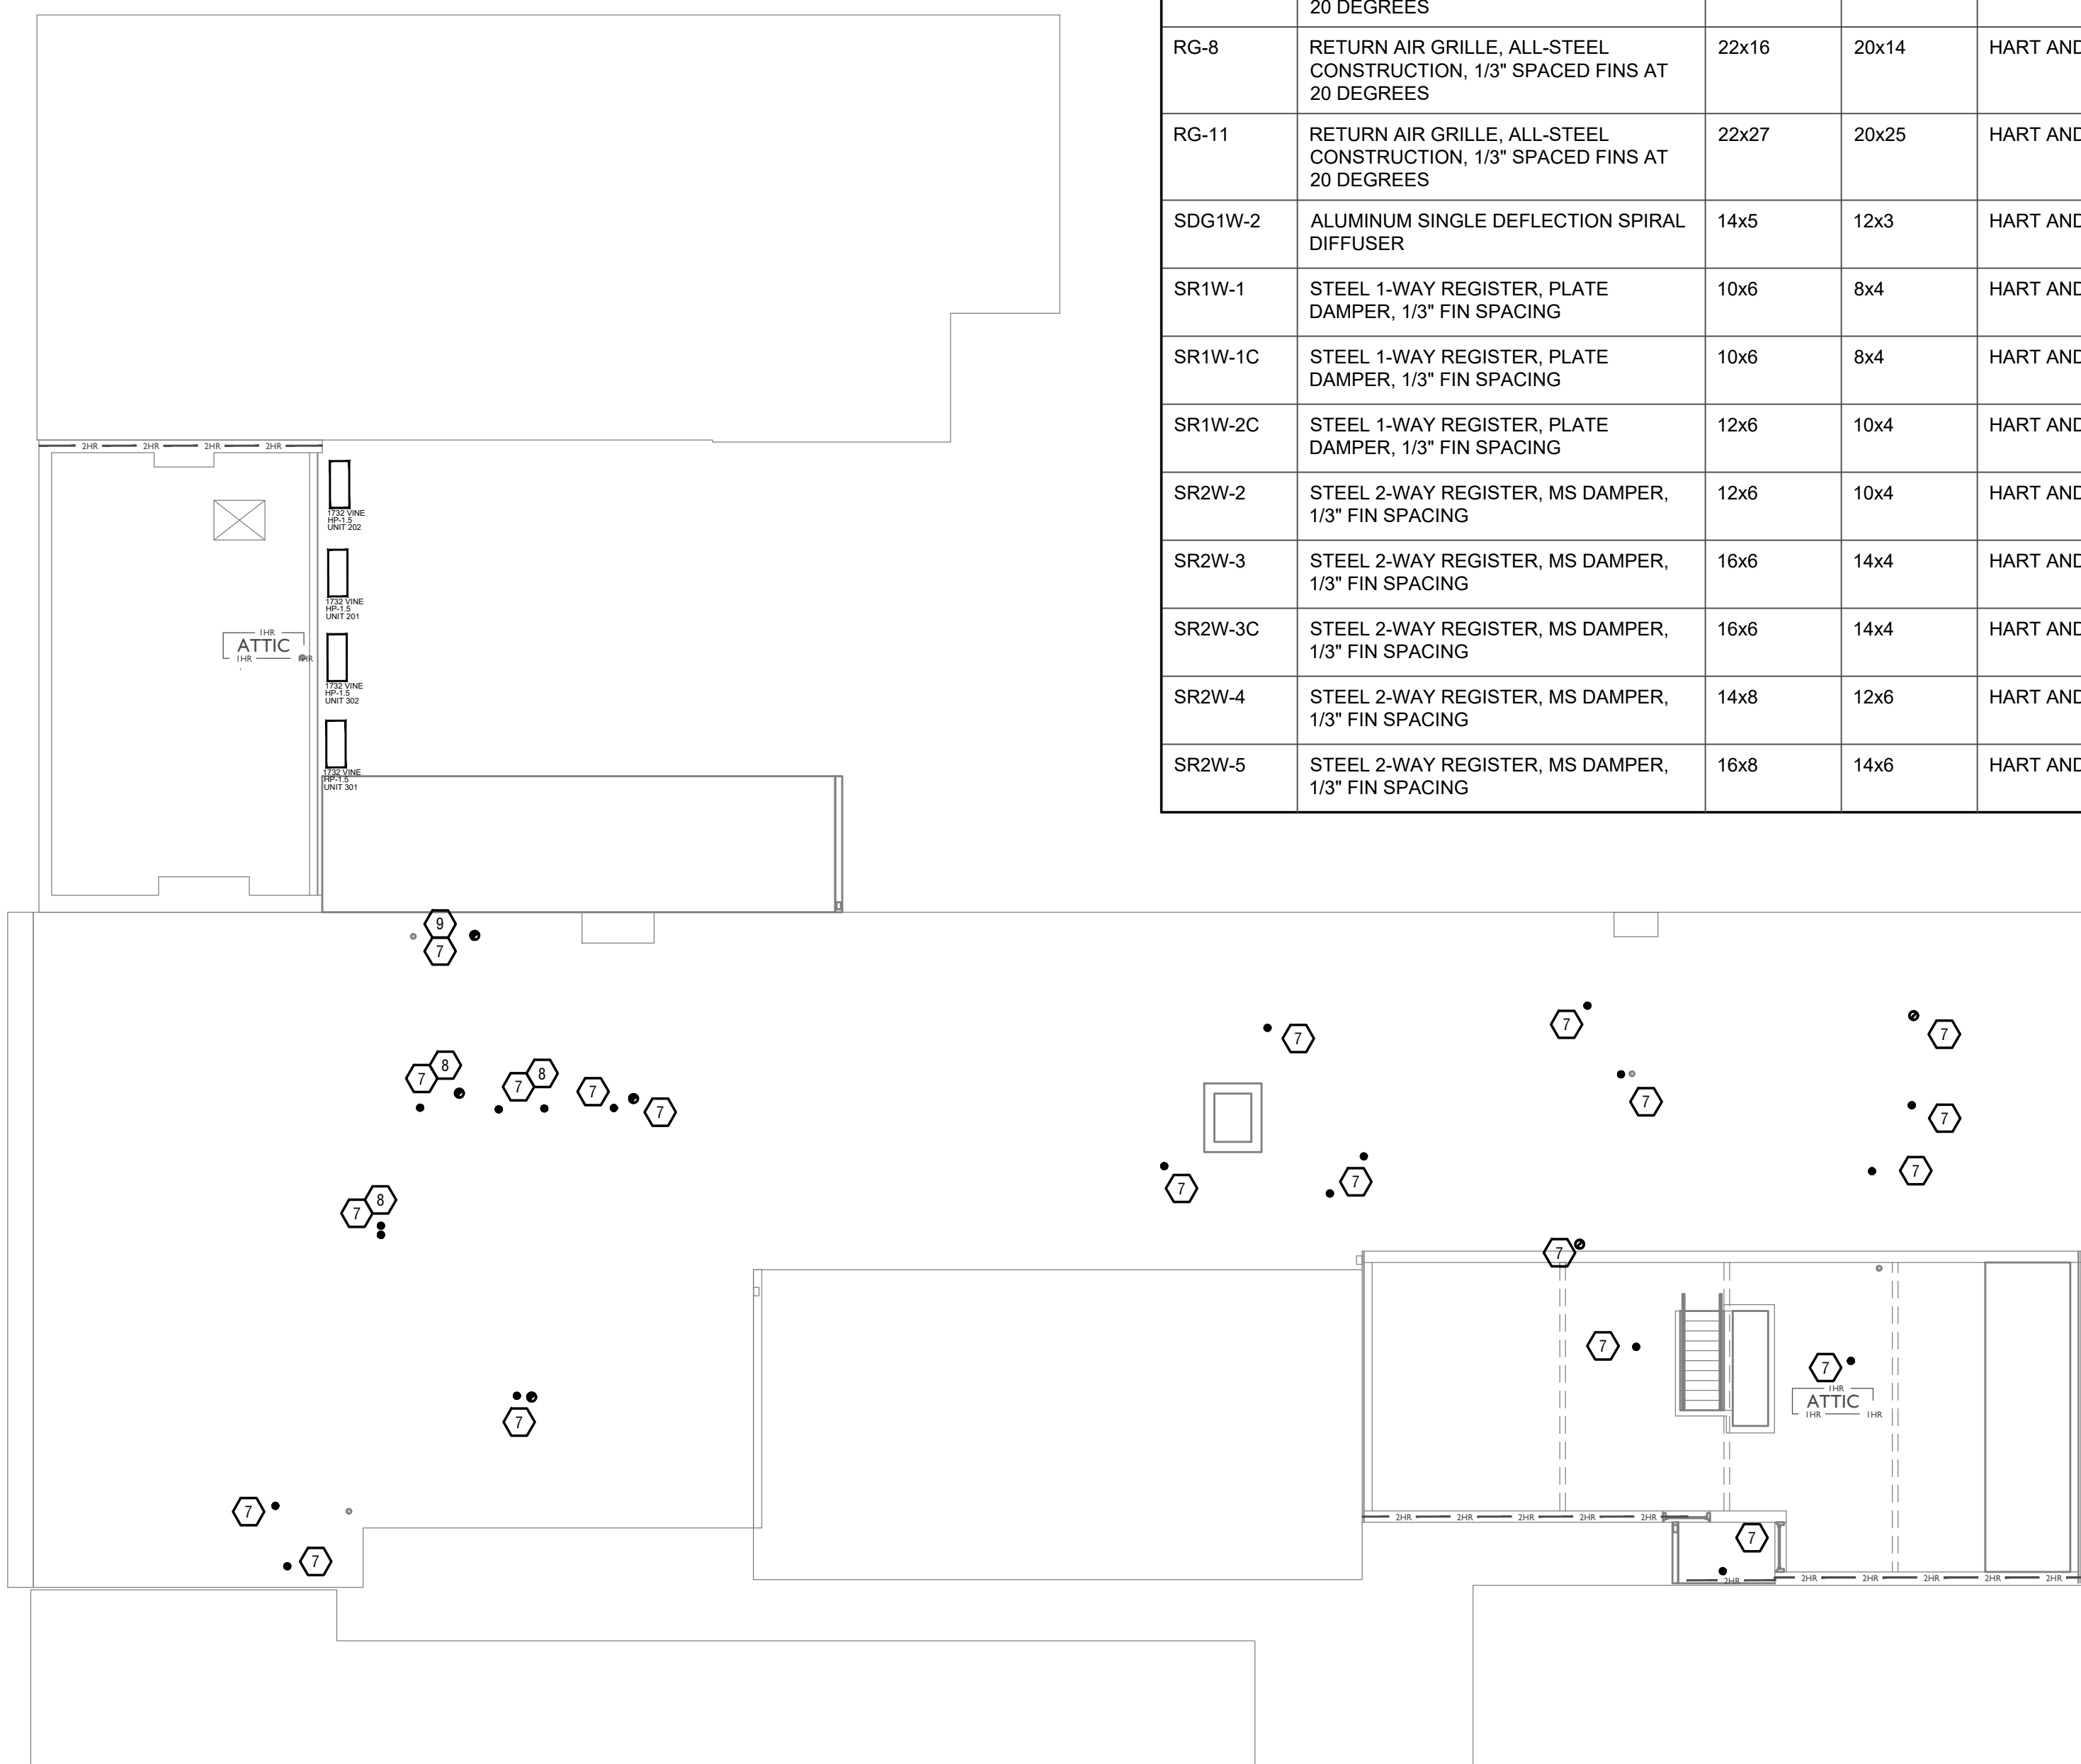 20 DEGREES
RG-8 RETURN AIR GRILLE, ALL-STEEL 22x16 20x14 HART AND
CONSTRUCTION, 1/3" SPACED FINS AT
20 DEGREES
RG-11 RETURN AIR GRILLE, ALL-STEEL 22x27 20x25 HART AND
CONSTRUCTION, 1/3" SPACED FINS AT
20 DEGREES
SDG1W-2 ALUMINUM SINGLE DEFLECTION SPIRAL 14x5 12x3 HART AND
DIFFUSER
SR1W-1 STEEL 1-WAY REGISTER, PLATE 10x6 8x4 HART AND
DAMPER, 1/3" FIN SPACING
SR1W-1C STEEL 1-WAY REGISTER, PLATE 10x6 8x4 HART AND
DAMPER, 1/3" FIN SPACING
SR1W-2C STEEL 1-WAY REGISTER, PLATE 12x6 10x4 HART AND
DAMPER, 1/3" FIN SPACING
SR2W-2 STEEL 2-WAY REGISTER, MS DAMPER, 12x6 10x4 HART AND
1/3" FIN SPACING
SR2W-3 STEEL 2-WAY REGISTER, MS DAMPER, 16x6 14x4 HART AND
1/3" FIN SPACING
SR2W-3C STEEL 2-WAY REGISTER, MS DAMPER, 16x6 14x4 HART AND
1/3" FIN SPACING
SR2W-4 STEEL 2-WAY REGISTER, MS DAMPER, 14x8 12x6 HART AND
1/3" FIN SPACING
SR2W-5 STEEL 2-WAY REGISTER, MS DAMPER, 16x8 14x6 HART AND
1/3" FIN SPACING
2HR 2HR 2HR 2HR
1732 VINE
HP-1.5
UNIT 202
1732 VINE
HP-1.5
UNIT 201
1HR
ATTIC
1HR 1HR
1732 VINE
HP-1.5
UNIT 302
1732 VINE
HP-1.5
UNIT 301
9
7
7
7
7
7
8
7
8
7
7
7
7
7
7
7
7
7
8
7
7
7
7
7
1HR
ATTIC
1HR 1HR
7
7
2HR 2HR 2HR 2HR 2HR
7
7
2HR 2HR 2HR 2HR 2HR 2HR